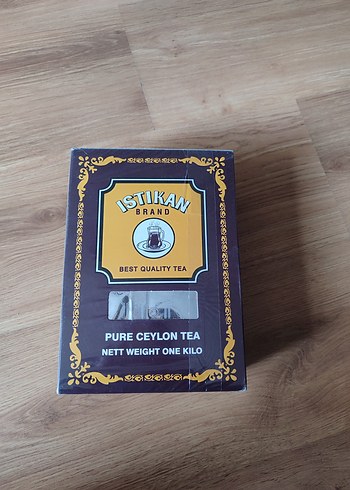 ISTIKAN
BRAND
BEST QUALITY TEA
PURE CEYLON TEA
NETT WEIGHT ONE KILO